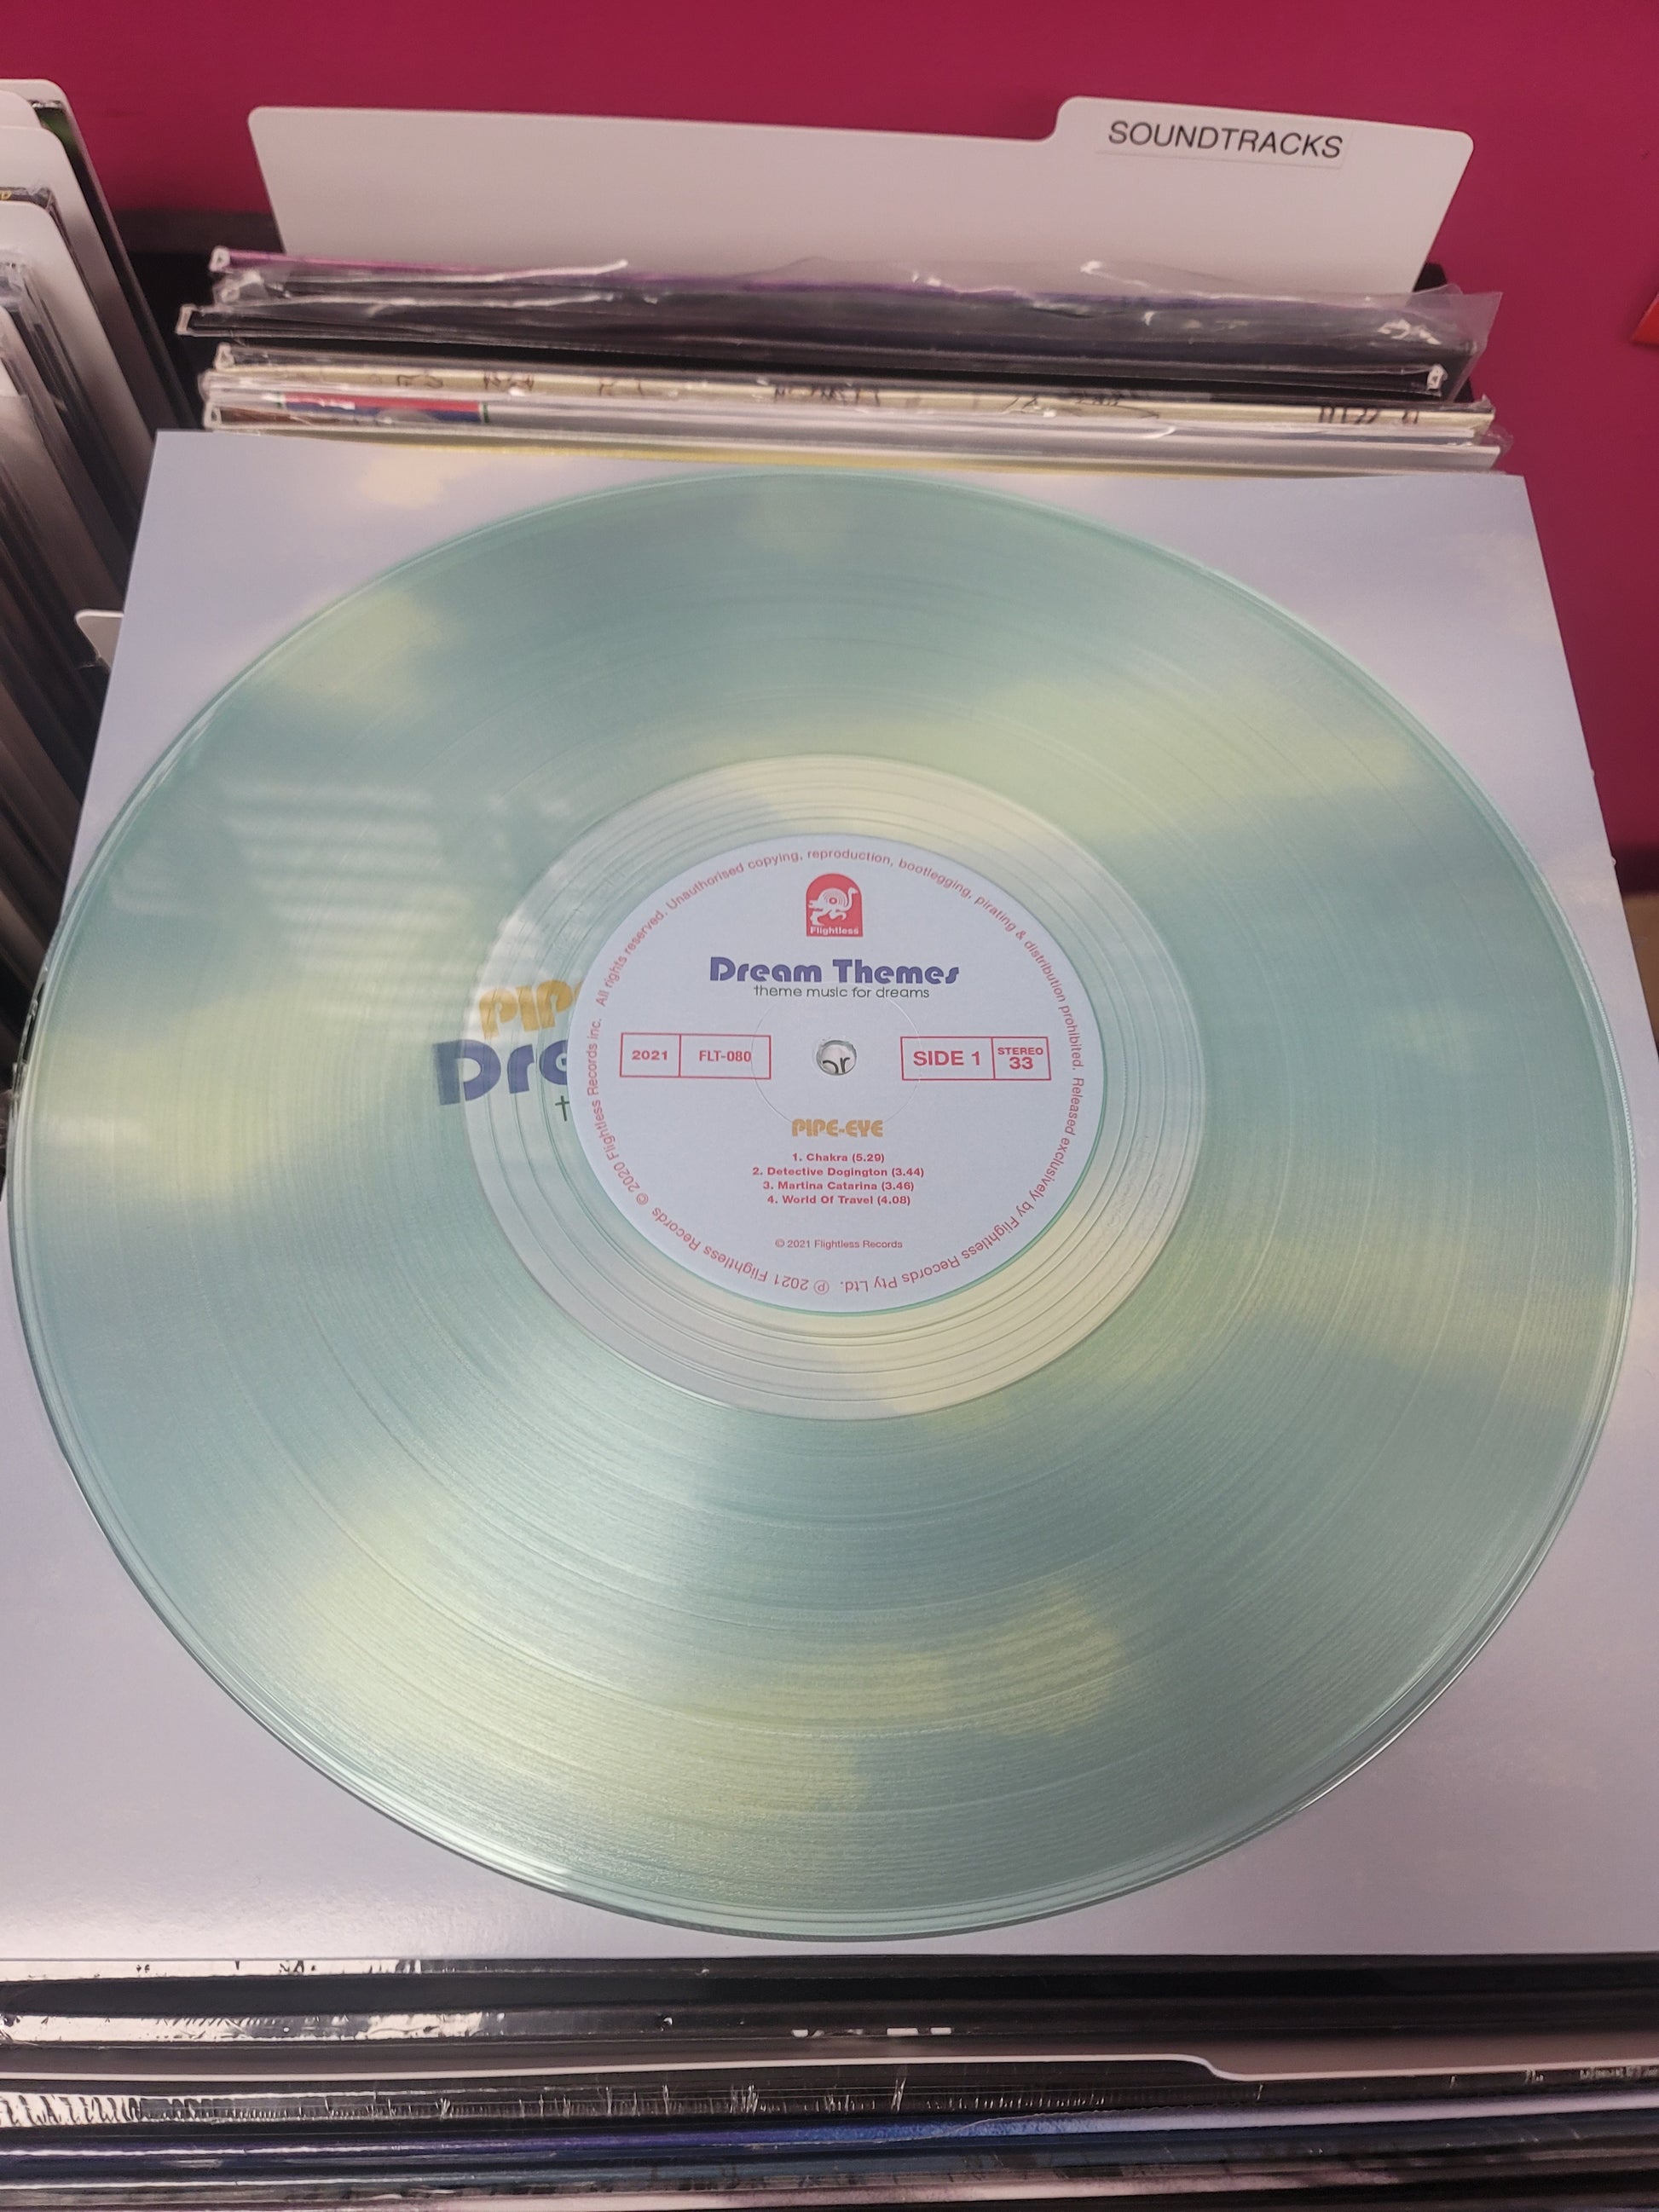 SOUNDTRACKS
All rights reserved. Unauthorised copying, reproduction, bootlegging, pirating & distribution prohibited. Released exclusively by Flightless Records Pty Ltd. ℗ 2021 Flightless Records © 2020 Flightless Records inc.
Flightless
Dream Themes
theme music for dreams
2021 FLT-080
SIDE 1 STEREO 33
or
PIPE-EYE
1. Chakra (5.29)
2. Detective Dogington (3.44)
3. Martina Catarina (3.46)
4. World Of Travel (4.08)
© 2021 Flightless Records
PIP
Dre
t